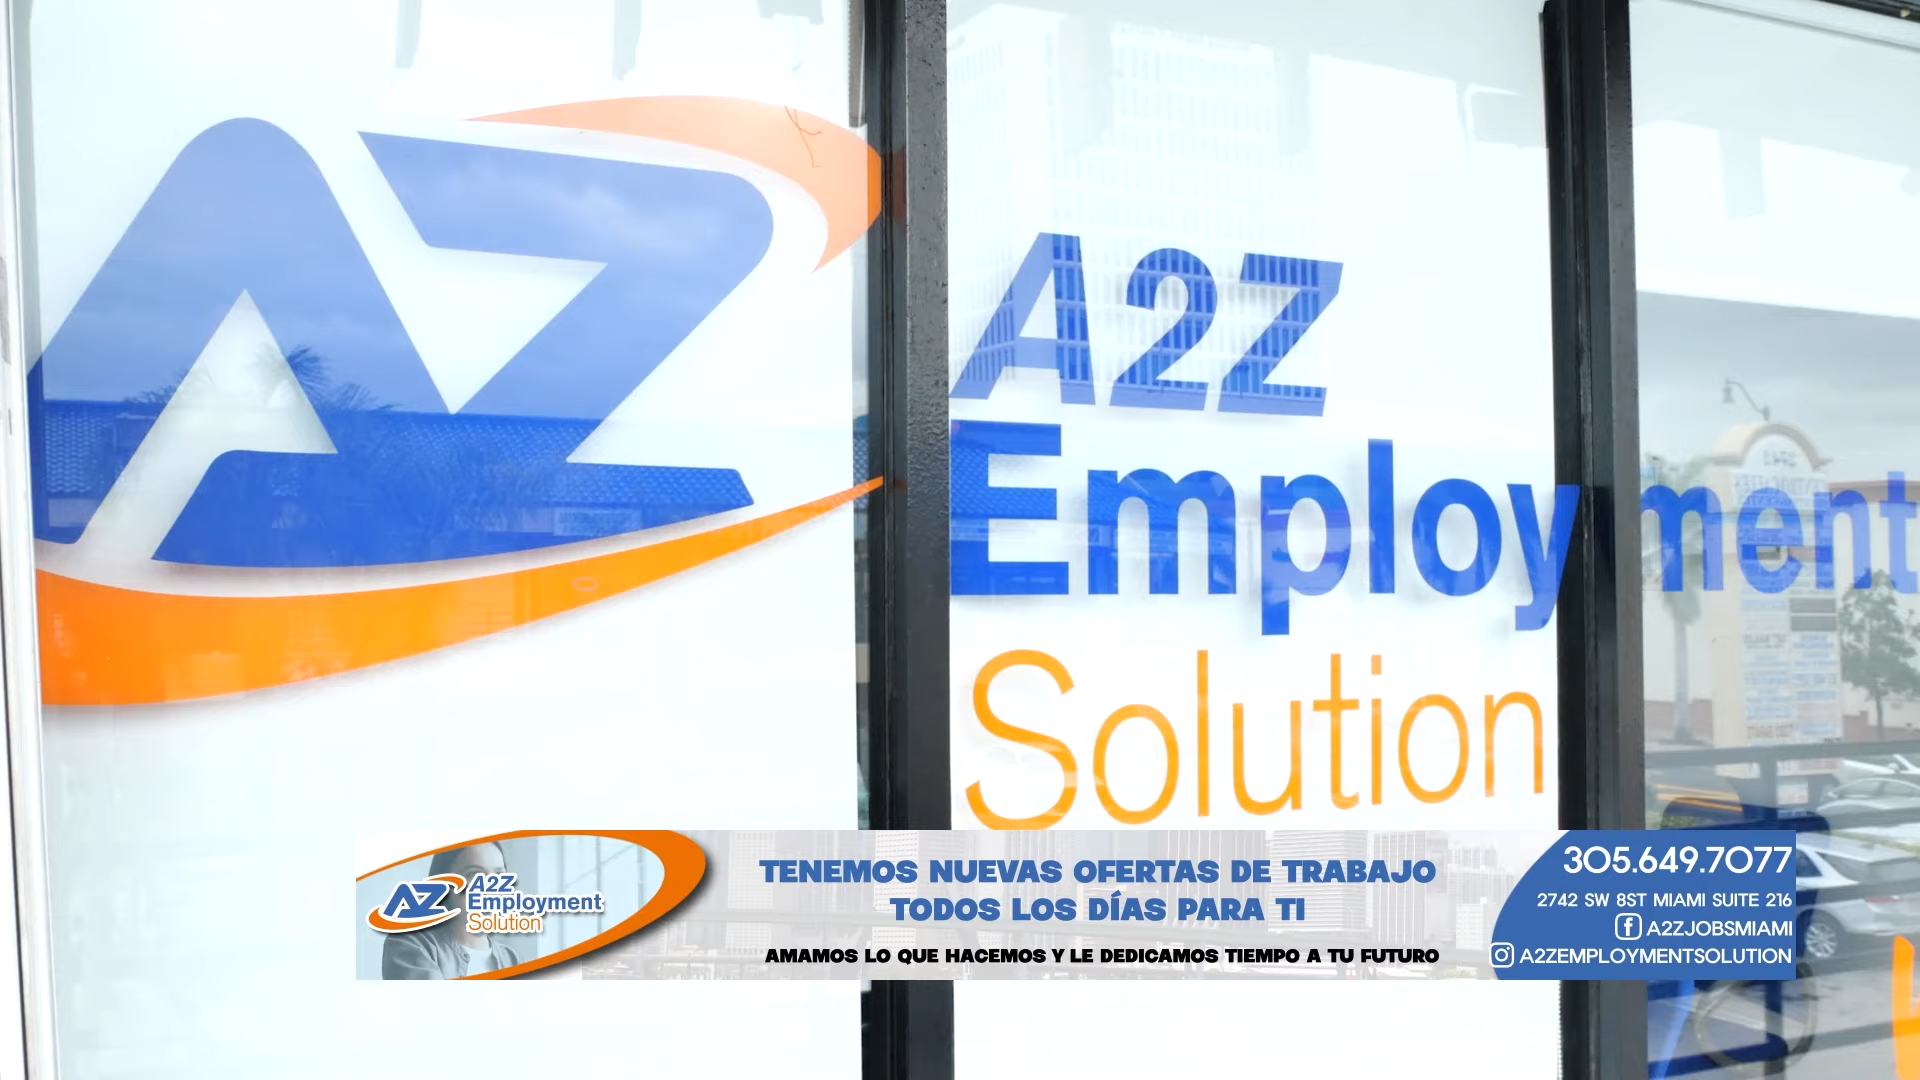 AZ
A2Z
Employment
Solution
AZ
A2Z
Employment
Solution
TENEMOS NUEVAS OFERTAS DE TRABAJO
TODOS LOS DÍAS PARA TI
AMAMOS LO QUE HACEMOS Y LE DEDICAMOS TIEMPO A TU FUTURO
305.649.7077
2742 SW 8ST MIAMI SUITE 216
A2ZJOBSMIAMI
A2ZEMPLOYMENTSOLUTION